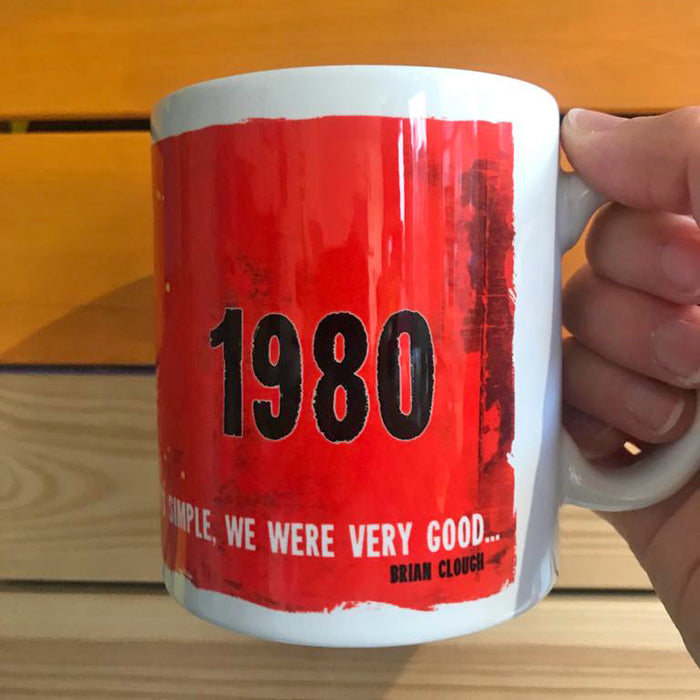 1980
SIMPLE, WE WERE VERY GOOD...
BRIAN CLOUGH